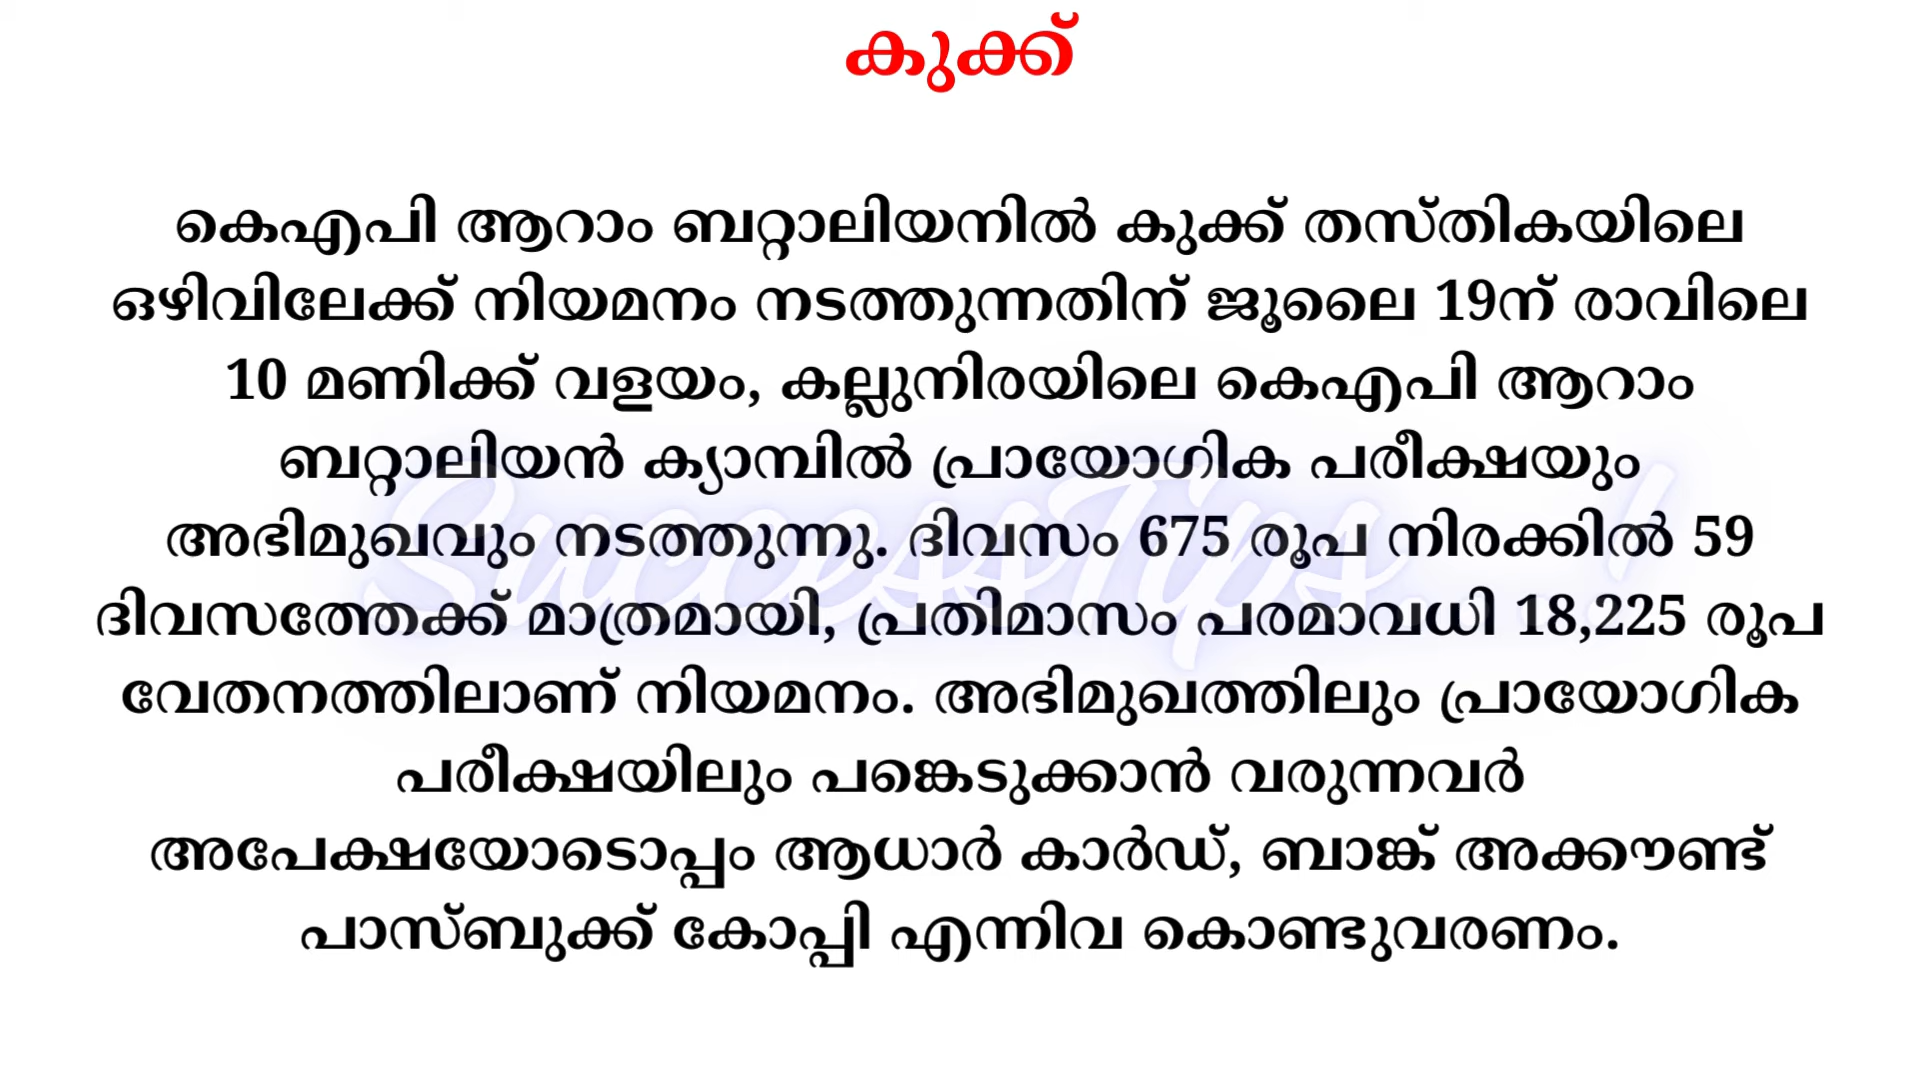 കുക്ക്
കെഎപി ആറാം ബറ്റാലിയനിൽ കുക്ക് തസ്തികയിലെ
ഒഴിവിലേക്ക് നിയമനം നടത്തുന്നതിന് ജൂലൈ 19ന് രാവിലെ
10 മണിക്ക് വളയം, കല്ലുനിരയിലെ കെഎപി ആറാം
ബറ്റാലിയൻ ക്യാമ്പിൽ പ്രായോഗിക പരീക്ഷയും
അഭിമുഖവും നടത്തുന്നു. ദിവസം 675 രൂപ നിരക്കിൽ 59
ദിവസത്തേക്ക് മാത്രമായി, പ്രതിമാസം പരമാവധി 18,225 രൂപ
വേതനത്തിലാണ് നിയമനം. അഭിമുഖത്തിലും പ്രായോഗിക
പരീക്ഷയിലും പങ്കെടുക്കാൻ വരുന്നവർ
അപേക്ഷയോടൊപ്പം ആധാർ കാർഡ്, ബാങ്ക് അക്കൗണ്ട്
പാസ്ബുക്ക് കോപ്പി എന്നിവ കൊണ്ടുവരണം.
SuccessTips...!